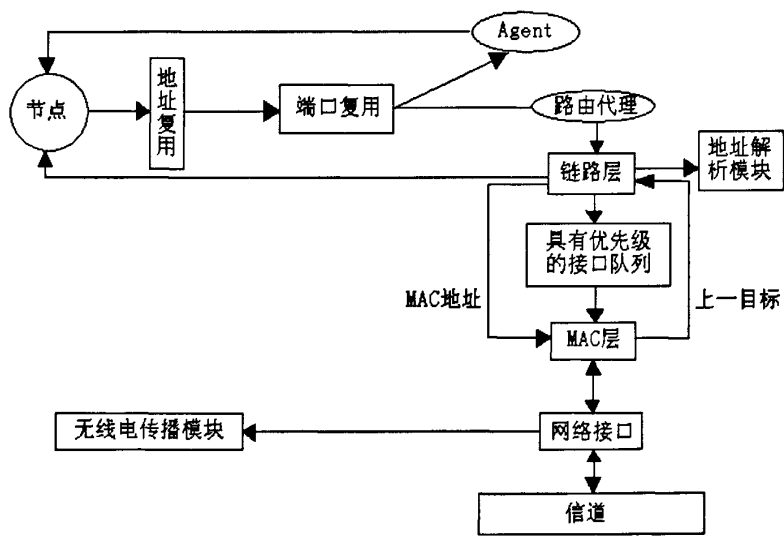 Agent
节点
地址复用
端口复用
路由代理
链路层
地址解
析模块
具有优先级
的接口队列
MAC地址
上一目标
MAC层
无线电传播模块
网络接口
信道